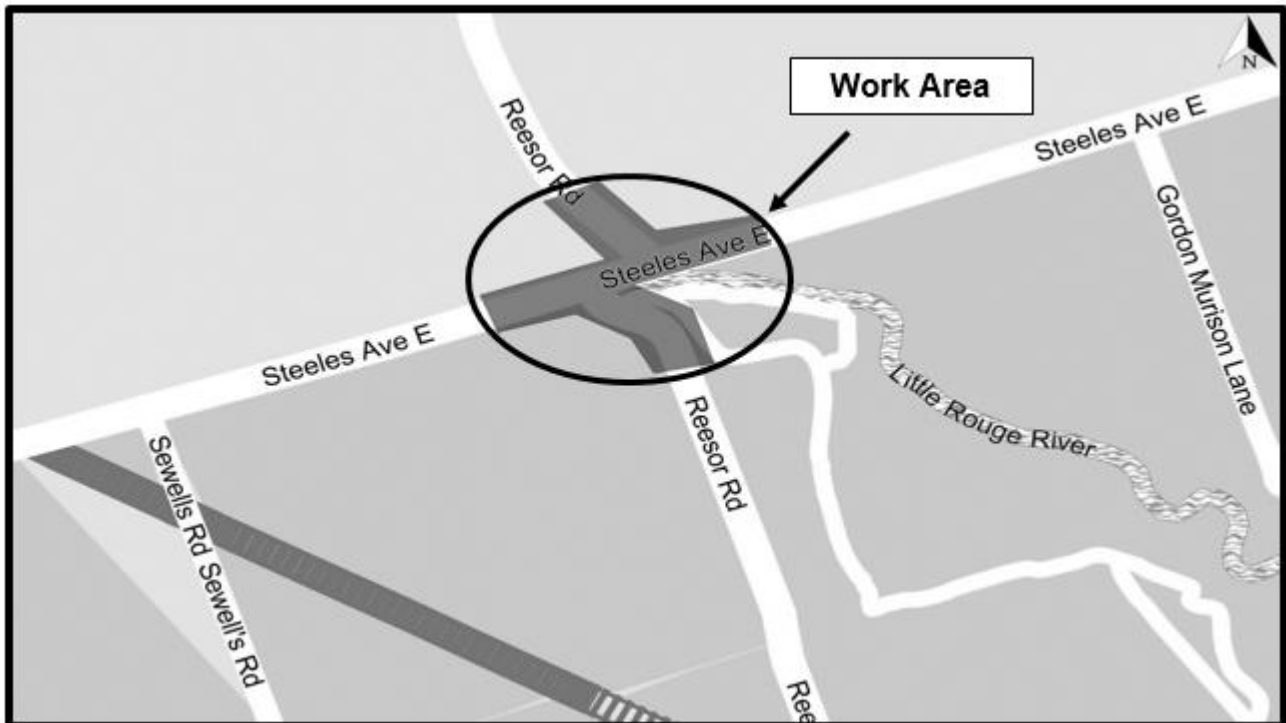 N
Work Area
Steeles Ave E
Reesor Rd
Gordon Murison Lane
Steeles Ave E
Steeles Ave E
Little Rouge River
Reesor Rd
Sewells Rd Sewell's Rd
Ree